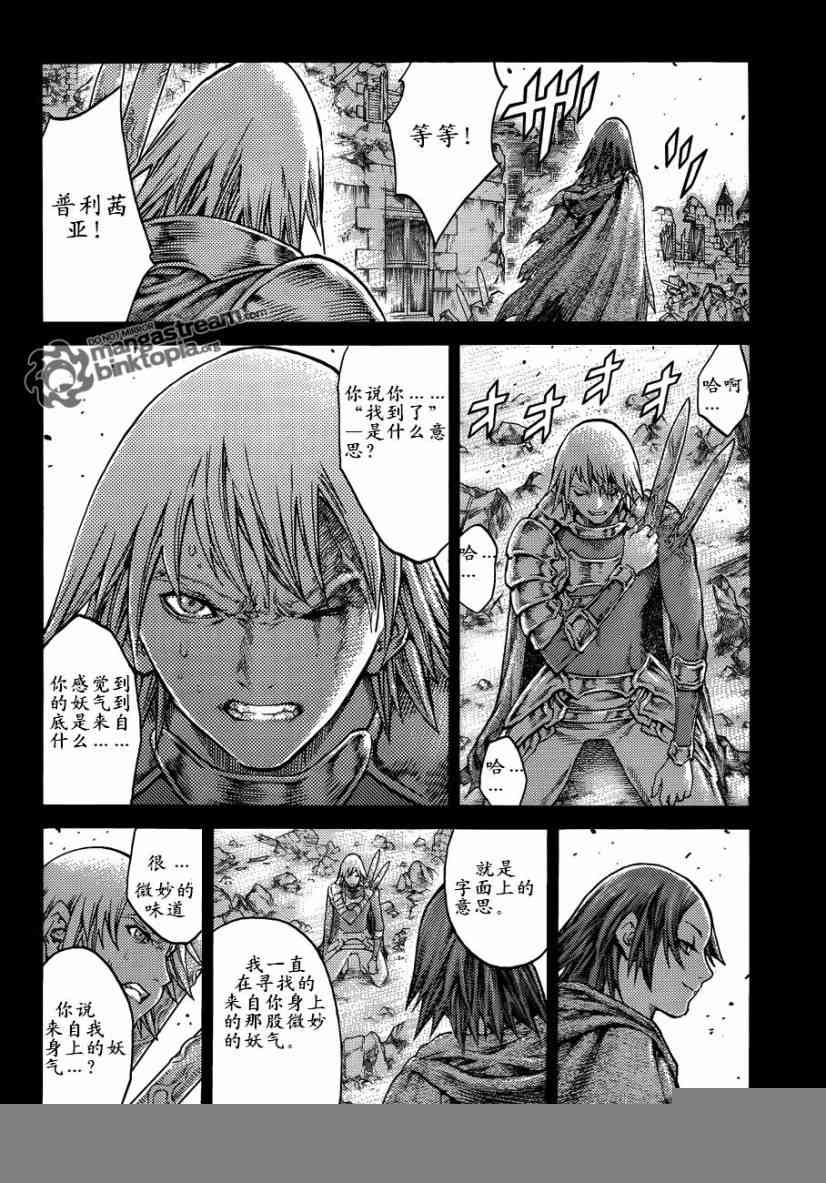 等等！
普利茜
亚！
哈啊
…
哈…
…
哈…
…
你说你……
“找到了”
—是什么意
思？
感觉到
你妖气到
的是来自
底么……
什……
就是
字面上的
意思。
我一直
在寻找的
来自你身上
的那股微妙
的妖气。
很…
微妙的
味道
你说
来自我
身上的妖
气…？
DO NOT MIRROR
mangastream.com
binktopia.org
オオオオ